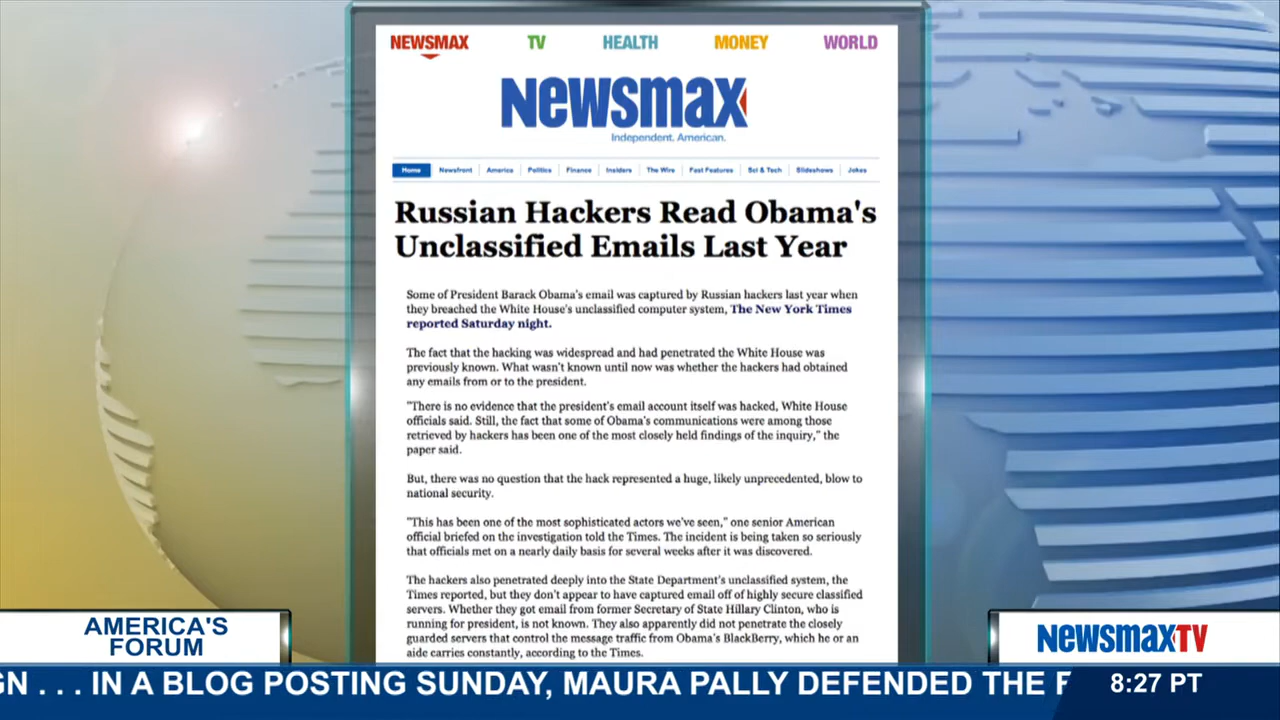 NEWSMAX TV HEALTH MONEY WORLD
Newsmax
Independent. American.
Home Newsfront America Politics Finance Insiders The Wire Fast Features Sci & Tech Slideshows Jokes
Russian Hackers Read Obama's
Unclassified Emails Last Year
Some of President Barack Obama's email was captured by Russian hackers last year when
they breached the White House's unclassified computer system, The New York Times
reported Saturday night.
The fact that the hacking was widespread and had penetrated the White House was
previously known. What wasn't known until now was whether the hackers had obtained
any emails from or to the president.
"There is no evidence that the president's email account itself was hacked, White House
officials said. Still, the fact that some of Obama's communications were among those
retrieved by hackers has been one of the most closely held findings of the inquiry," the
paper said.
But, there was no question that the hack represented a huge, likely unprecedented, blow to
national security.
"This has been one of the most sophisticated actors we've seen," one senior American
official briefed on the investigation told the Times. The incident is being taken so seriously
that officials met on a nearly daily basis for several weeks after it was discovered.
The hackers also penetrated deeply into the State Department's unclassified system, the
Times reported, but they don't appear to have captured email off of highly secure classified
servers. Whether they got email from former Secretary of State Hillary Clinton, who is
running for president, is not known. They also apparently did not penetrate the closely
guarded servers that control the message traffic from Obama's BlackBerry, which he or an
aide carries constantly, according to the Times.
AMERICA'S
FORUM
NEWSMAXTV
GN . . . IN A BLOG POSTING SUNDAY, MAURA PALLY DEFENDED THE
8:27 PT